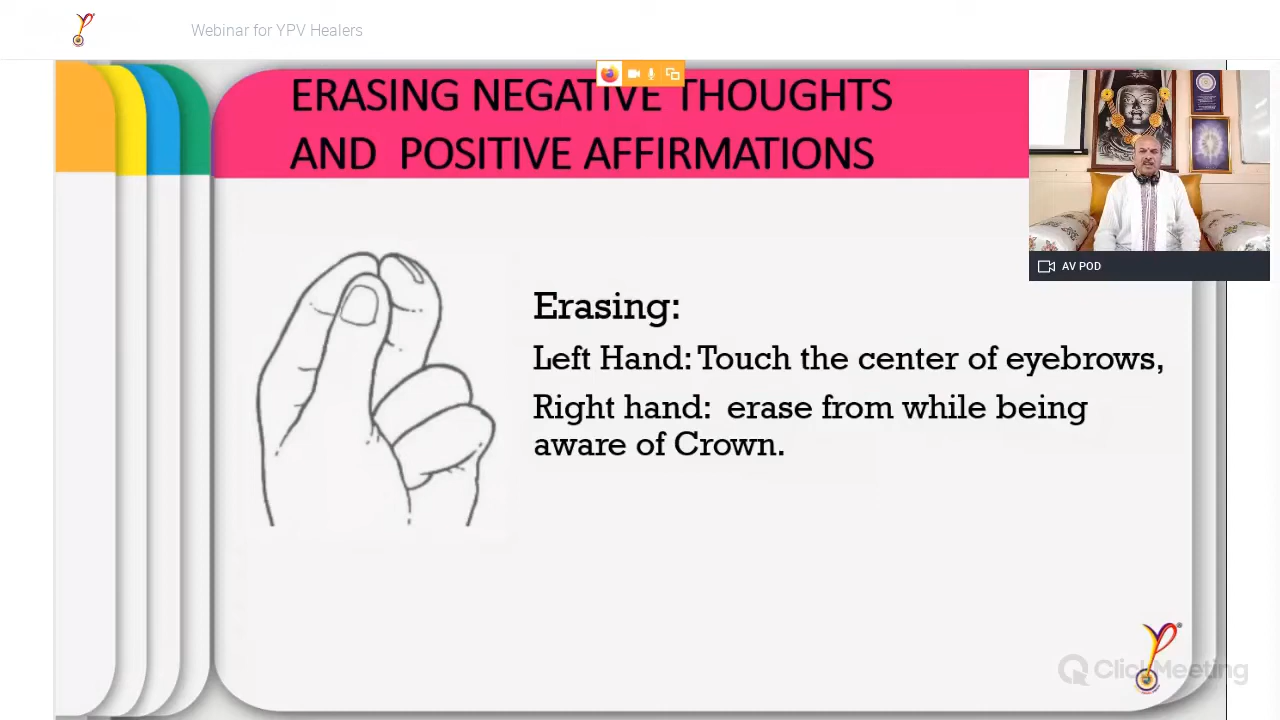 Webinar for YPV Healers
ERASING NEGATIVE THOUGHTS
AND POSITIVE AFFIRMATIONS
AV POD
Erasing:
Left Hand: Touch the center of eyebrows,
Right hand: erase from while being
aware of Crown.
ClickMeeting